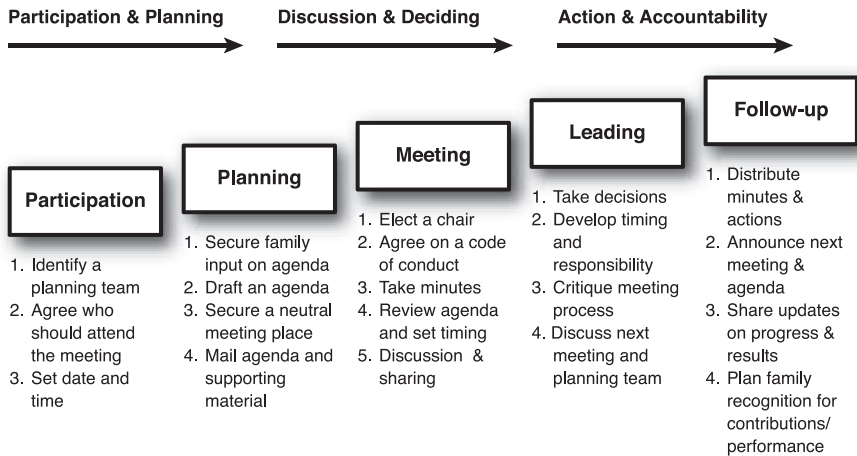 Participation & Planning
Discussion & Deciding
Action & Accountability
Participation
1. Identify a
planning team
2. Agree who
should attend
the meeting
3. Set date and
time
Planning
1. Secure family
input on agenda
2. Draft an agenda
3. Secure a neutral
meeting place
4. Mail agenda and
supporting
material
Meeting
1. Elect a chair
2. Agree on a code
of conduct
3. Take minutes
4. Review agenda
and set timing
5. Discussion &
sharing
Leading
1. Take decisions
2. Develop timing
and
responsibility
3. Critique meeting
process
4. Discuss next
meeting and
planning team
Follow-up
1. Distribute
minutes &
actions
2. Announce next
meeting &
agenda
3. Share updates
on progress &
results
4. Plan family
recognition for
contributions/
performance